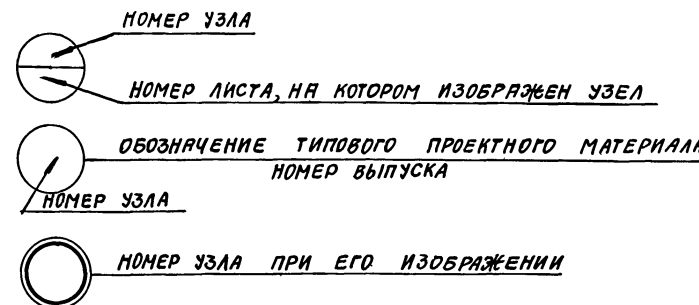 НОМЕР УЗЛА
НОМЕР ЛИСТА, НА КОТОРОМ ИЗОБРАЖЕН УЗЕЛ
ОБОЗНАЧЕНИЕ ТИПОВОГО ПРОЕКТНОГО МАТЕРИАЛА
НОМЕР ВЫПУСКА
НОМЕР УЗЛА
НОМЕР УЗЛА ПРИ ЕГО ИЗОБРАЖЕНИИ